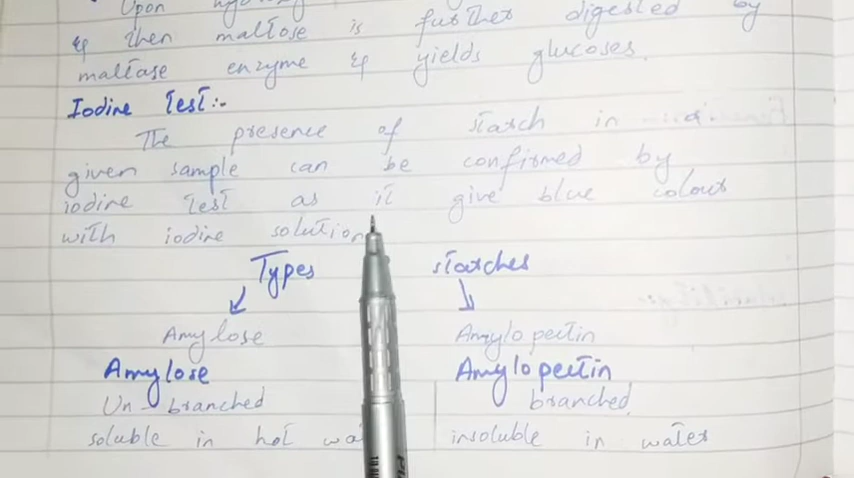 Upon
& then maltose is further digested by
maltase enzyme & yields glucoses.
Iodine Test:-
The presence of starch in a
given sample can be confirmed by
iodine Test as it give blue colour
with iodine solution
Types starches
Amylose Amylopectin
Amylose Amylopectin
Un-branched branched
soluble in hot wa insoluble in water